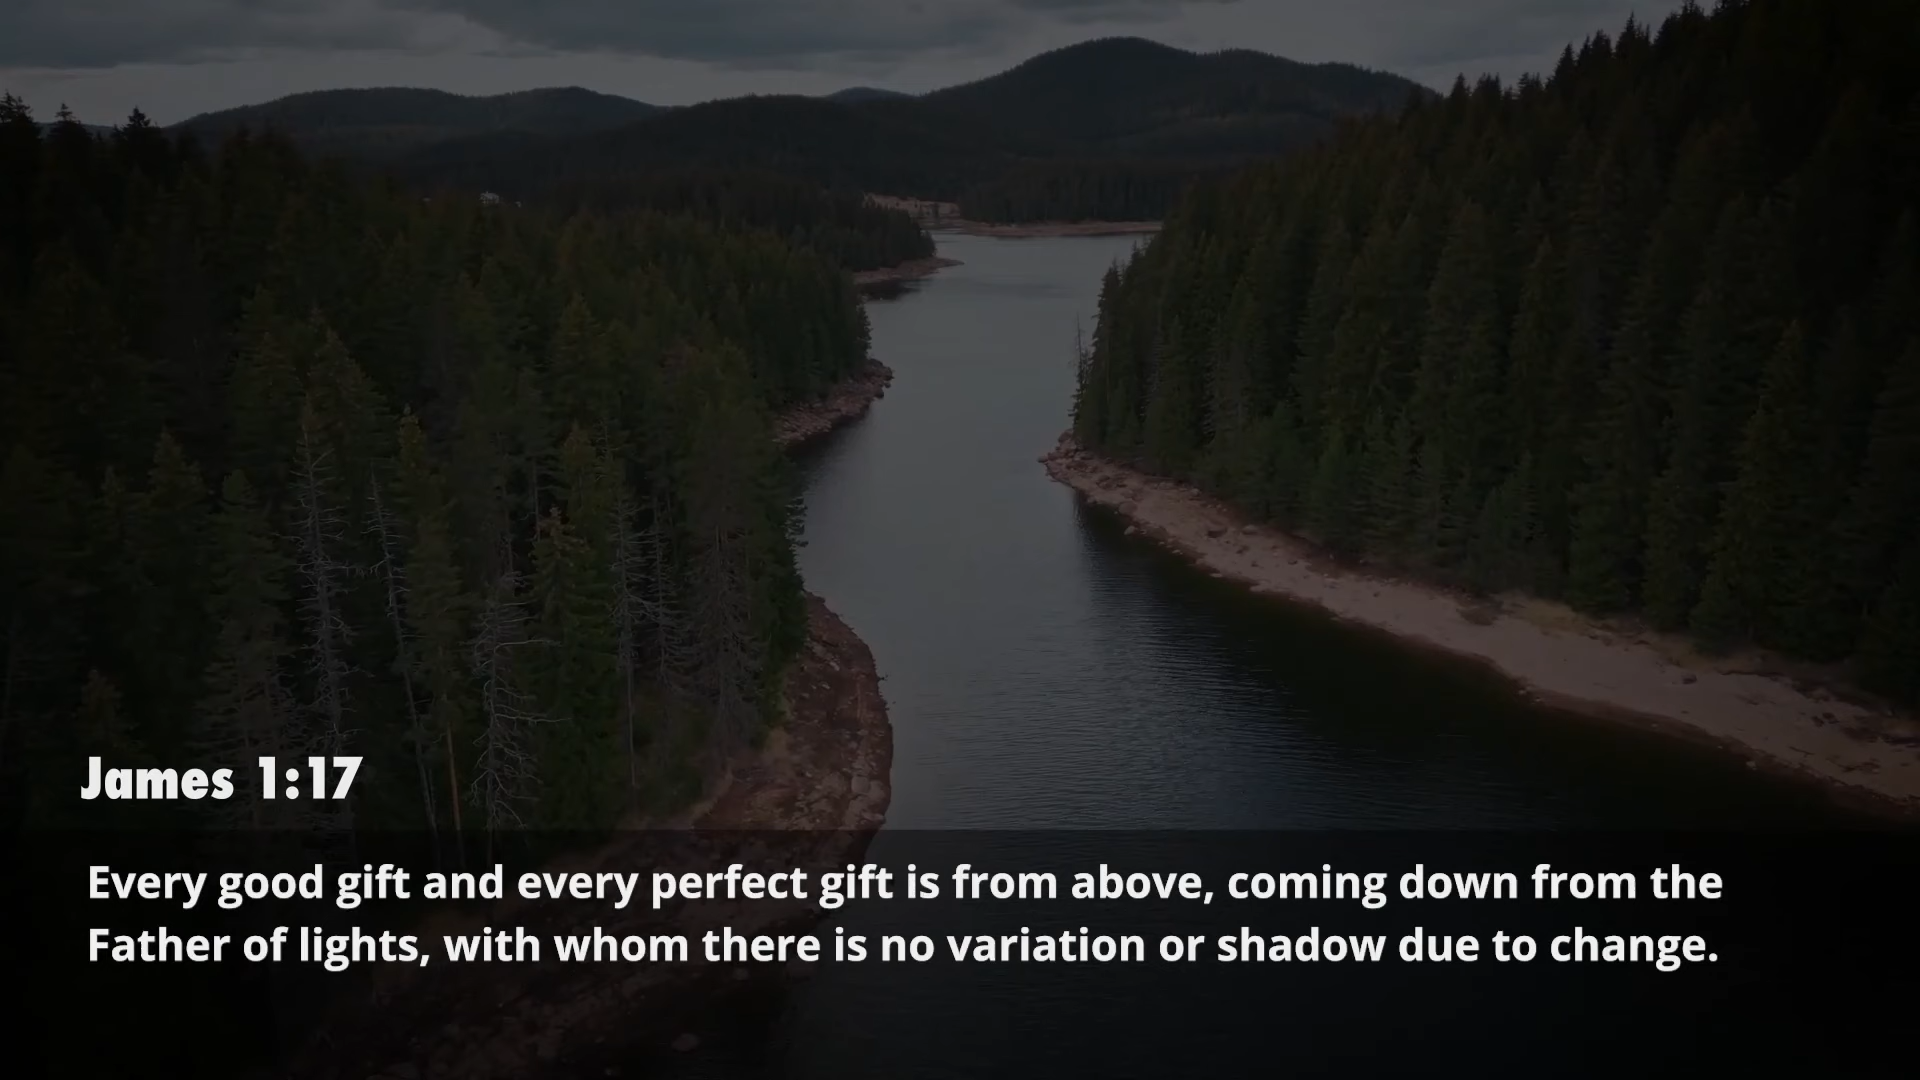 James 1:17
Every good gift and every perfect gift is from above, coming down from the
Father of lights, with whom there is no variation or shadow due to change.